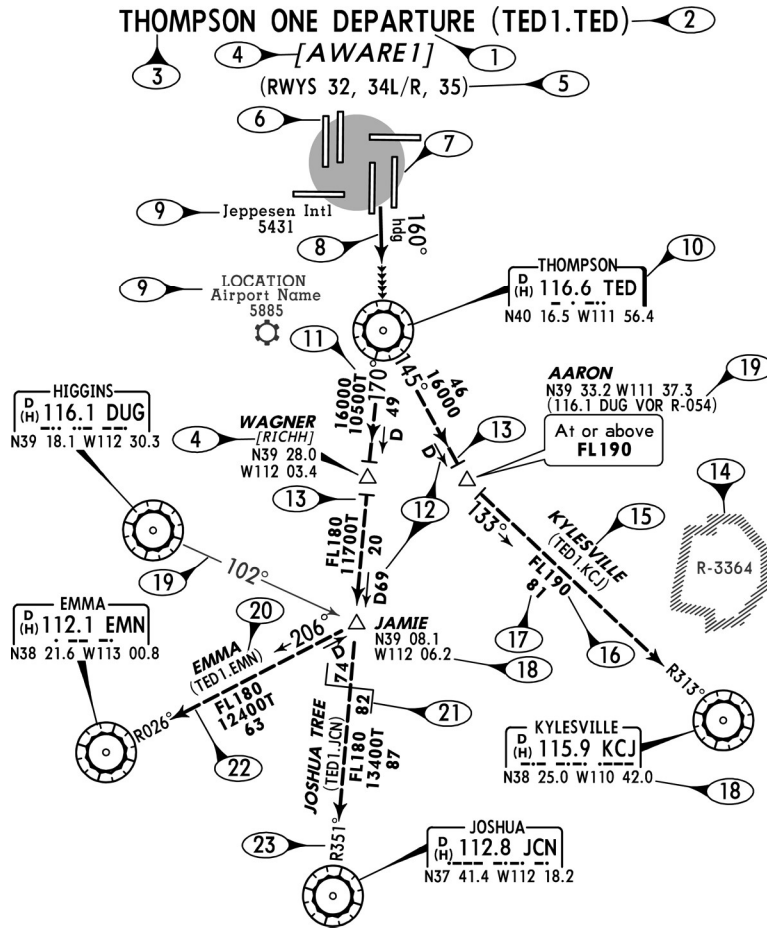 THOMPSON ONE DEPARTURE (TED1.TED)
2
4
[AWARE1]
1
3
(RWYS 32, 34L/R, 35)
5
6
7
9
Jeppesen Intl
5431
8
160°
hdg
10
9
LOCATION
Airport Name
5885
THOMPSON
D
(H)
116.6 TED
N40 16.5 W111 56.4
11
170°
16000
10500T
D 49
145°
46
16000
D
AARON
N39 33.2 W111 37.3
(116.1 DUG VOR R-054)
19
At or above
FL190
HIGGINS
D
(H)
116.1 DUG
N39 18.1 W112 30.3
WAGNER
4
[RICHH]
N39 28.0
W112 03.4
13
13
12
14
R-3364
133°
KYLESVILLE
(TED1.KCJ)
15
FL190
81
17
16
R313°
FL180
11700T
20
D69
19
102°
EMMA
D
(H)
112.1 EMN
N38 21.6 W113 00.8
20
206°
JAMIE
N39 08.1
W112 06.2
18
EMMA
(TED1.EMN)
FL180
12400T
63
R026°
22
D
74
82
21
JOSHUA TREE
(TED1.JCN)
FL180
13400T
87
KYLESVILLE
D
(H)
115.9 KCJ
N38 25.0 W110 42.0
18
23
R351°
JOSHUA
D
(H)
112.8 JCN
N37 41.4 W112 18.2